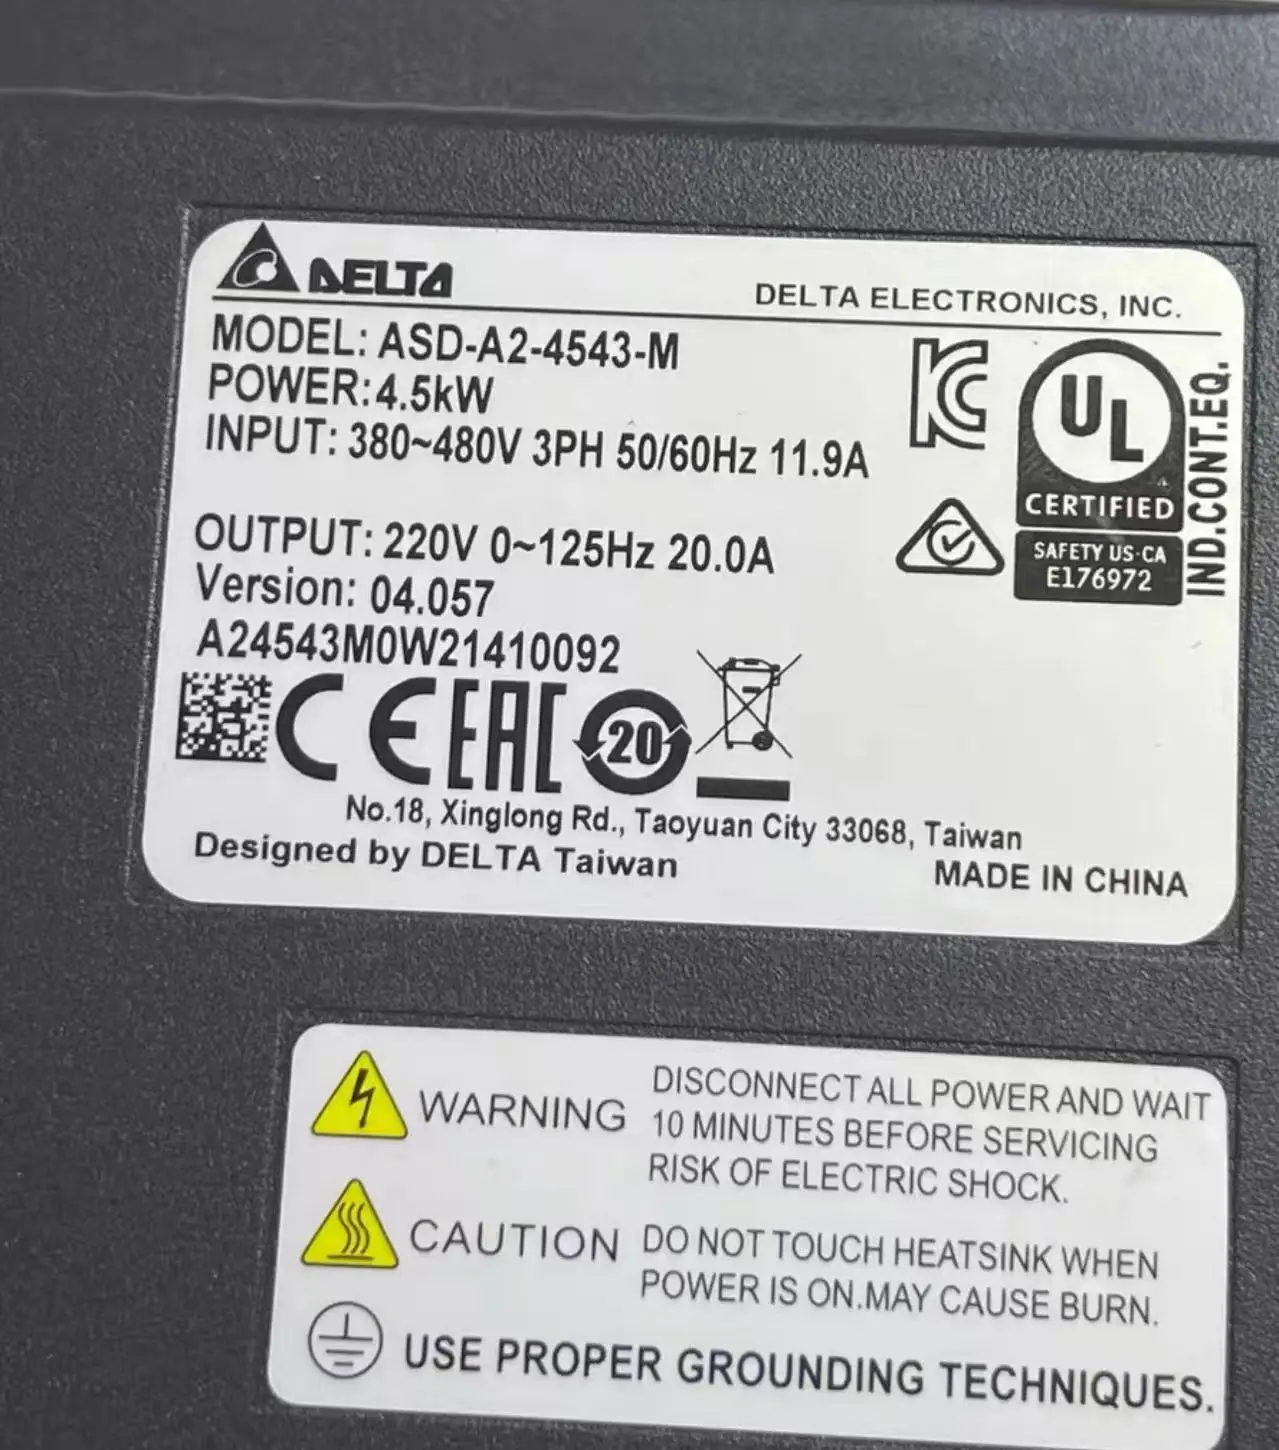 DELTA
DELTA ELECTRONICS, INC.
MODEL: ASD-A2-4543-M
POWER:4.5kW
INPUT: 380~480V 3PH 50/60Hz 11.9A
OUTPUT: 220V 0~125Hz 20.0A
Version: 04.057
A24543M0W21410092
KC
UL
CERTIFIED
SAFETY US-CA
E176972
IND.CONT.EQ.
CE EAC 20
No.18, Xinglong Rd., Taoyuan City 33068, Taiwan
Designed by DELTA Taiwan
MADE IN CHINA
WARNING
DISCONNECT ALL POWER AND WAIT
10 MINUTES BEFORE SERVICING
RISK OF ELECTRIC SHOCK.
CAUTION
DO NOT TOUCH HEATSINK WHEN
POWER IS ON.MAY CAUSE BURN.
USE PROPER GROUNDING TECHNIQUES.